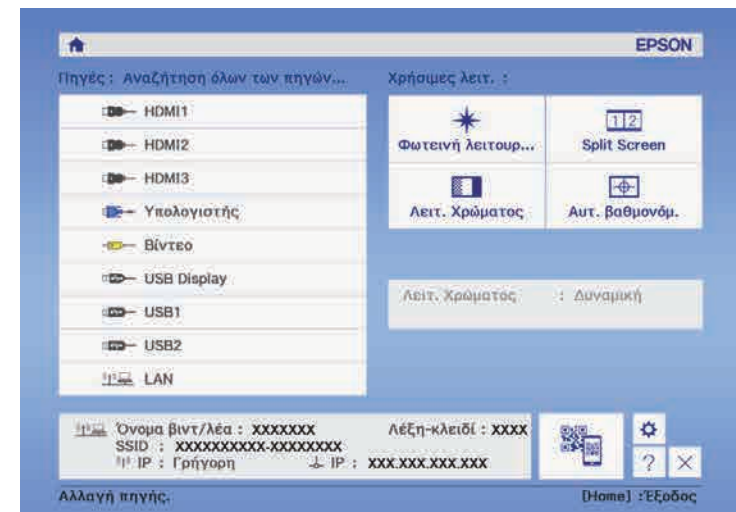 EPSON
Πηγές : Αναζήτηση όλων των πηγών...
HDMI1
HDMI2
HDMI3
Υπολογιστής
Βίντεο
USB Display
USB1
USB2
LAN
Χρήσιμες λειτ. :
Φωτεινή λειτουρ...
1 2
Split Screen
Λειτ. Χρώματος
Αυτ. βαθμονόμ.
Λειτ. Χρώματος : Δυναμική
Όνομα βιντ/λέα : XXXXXXX Λέξη-κλειδί : XXXX
SSID : XXXXXXXXXX-XXXXXXXX
IP : Γρήγορη IP : XXX.XXX.XXX.XXX
?
Αλλαγή πηγής. [Home] :Έξοδος